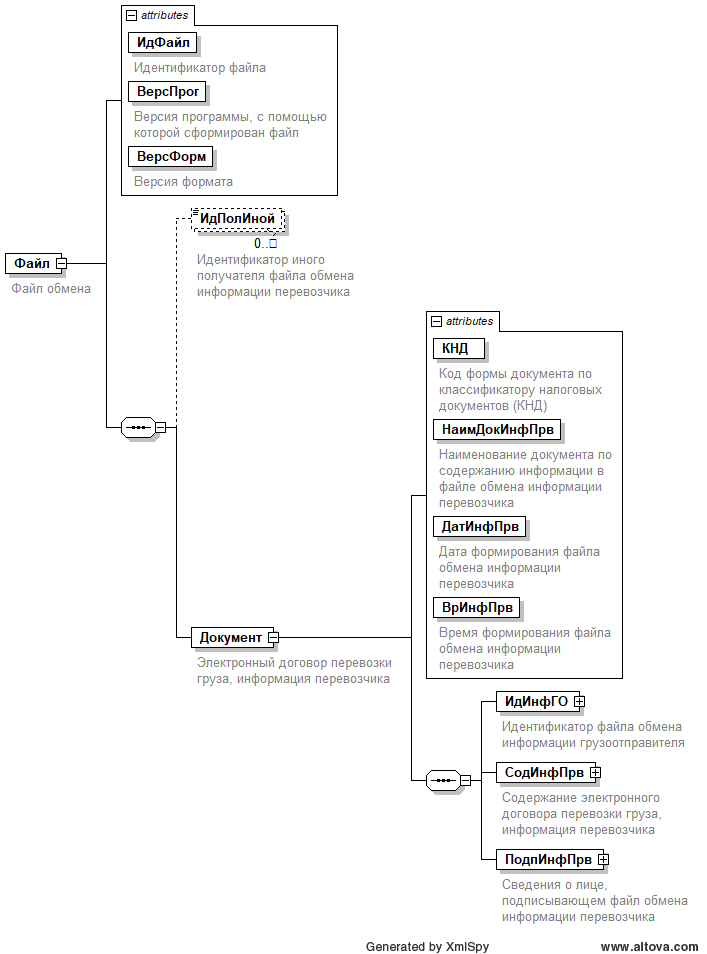 attributes
ИдФайл
Идентификатор файла
ВерсПрог
Версия программы, с помощью
которой сформирован файл
ВерсФорм
Версия формата
Файл
Файл обмена
ИдПолИной
0..□
Идентификатор иного
получателя файла обмена
информации перевозчика
Документ
Электронный договор перевозки
груза, информация перевозчика
attributes
КНД
Код формы документа по
классификатору налоговых
документов (КНД)
НаимДокИнфПрв
Наименование документа по
содержанию информации в
файле обмена информации
перевозчика
ДатИнфПрв
Дата формирования файла
обмена информации
перевозчика
ВрИнфПрв
Время формирования файла
обмена информации
перевозчика
ИдИнфГО
Идентификатор файла обмена
информации грузоотправителя
СодИнфПрв
Содержание электронного
договора перевозки груза,
информация перевозчика
ПодпИнфПрв
Сведения о лице,
подписывающем файл обмена
информации перевозчика
Generated by XmlSpy
www.altova.com